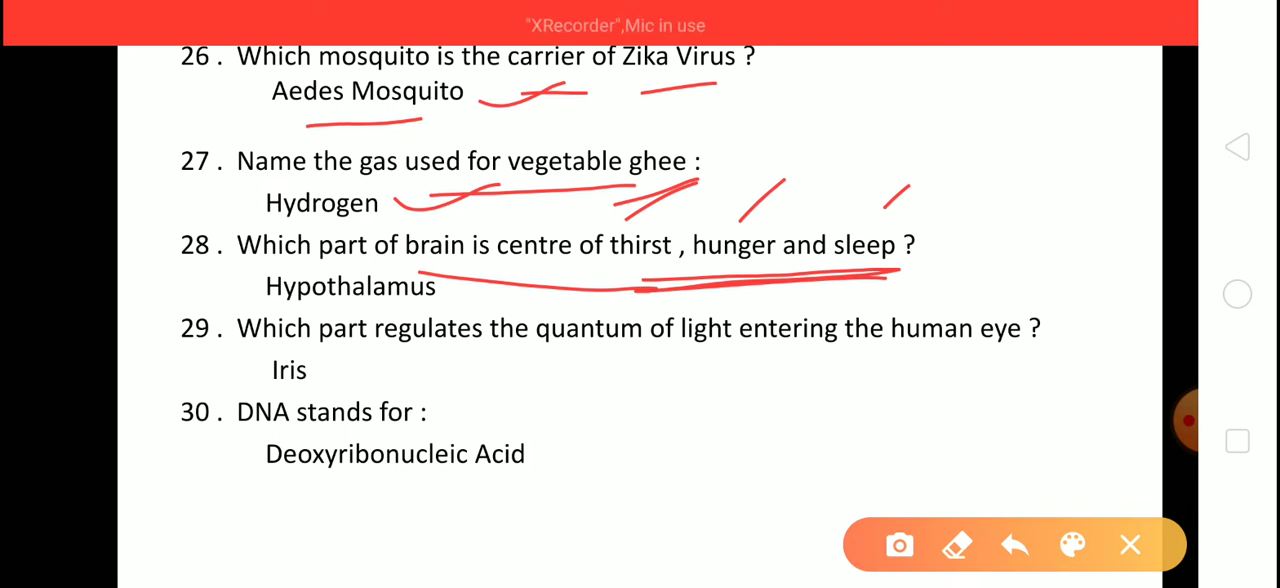 "XRecorder",Mic in use
26 . Which mosquito is the carrier of Zika Virus ?
Aedes Mosquito
27 . Name the gas used for vegetable ghee :
Hydrogen
28 . Which part of brain is centre of thirst , hunger and sleep ?
Hypothalamus
29 . Which part regulates the quantum of light entering the human eye ?
Iris
30 . DNA stands for :
Deoxyribonucleic Acid